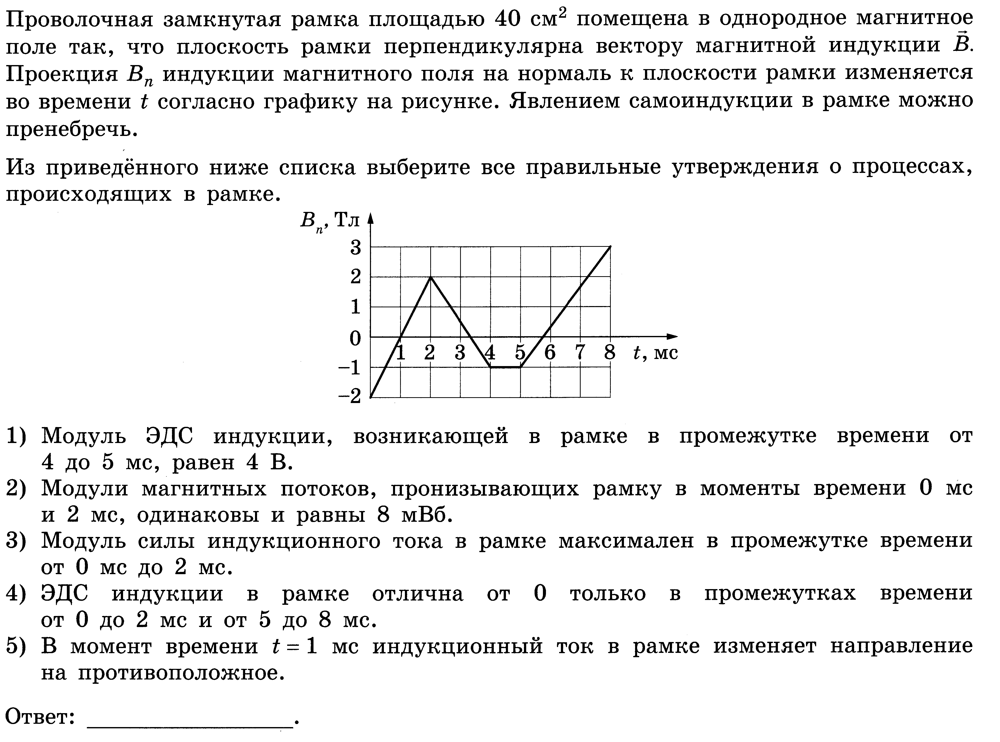 Проволочная замкнутая рамка площадью 40 см² помещена в однородное магнитное
поле так, что плоскость рамки перпендикулярна вектору магнитной индукции B⃗.
Проекция Bₙ индукции магнитного поля на нормаль к плоскости рамки изменяется
во времени t согласно графику на рисунке. Явлением самоиндукции в рамке можно
пренебречь.
Из приведённого ниже списка выберите все правильные утверждения о процессах,
происходящих в рамке.
Bₙ, Тл
3
2
1
0
1 2 3 4 5 6 7 8 t, мс
−1
−2
1) Модуль ЭДС индукции, возникающей в рамке в промежутке времени от
4 до 5 мс, равен 4 В.
2) Модули магнитных потоков, пронизывающих рамку в моменты времени 0 мс
и 2 мс, одинаковы и равны 8 мВб.
3) Модуль силы индукционного тока в рамке максимален в промежутке времени
от 0 мс до 2 мс.
4) ЭДС индукции в рамке отлична от 0 только в промежутках времени
от 0 до 2 мс и от 5 до 8 мс.
5) В момент времени t = 1 мс индукционный ток в рамке изменяет направление
на противоположное.
Ответ: ___________________.